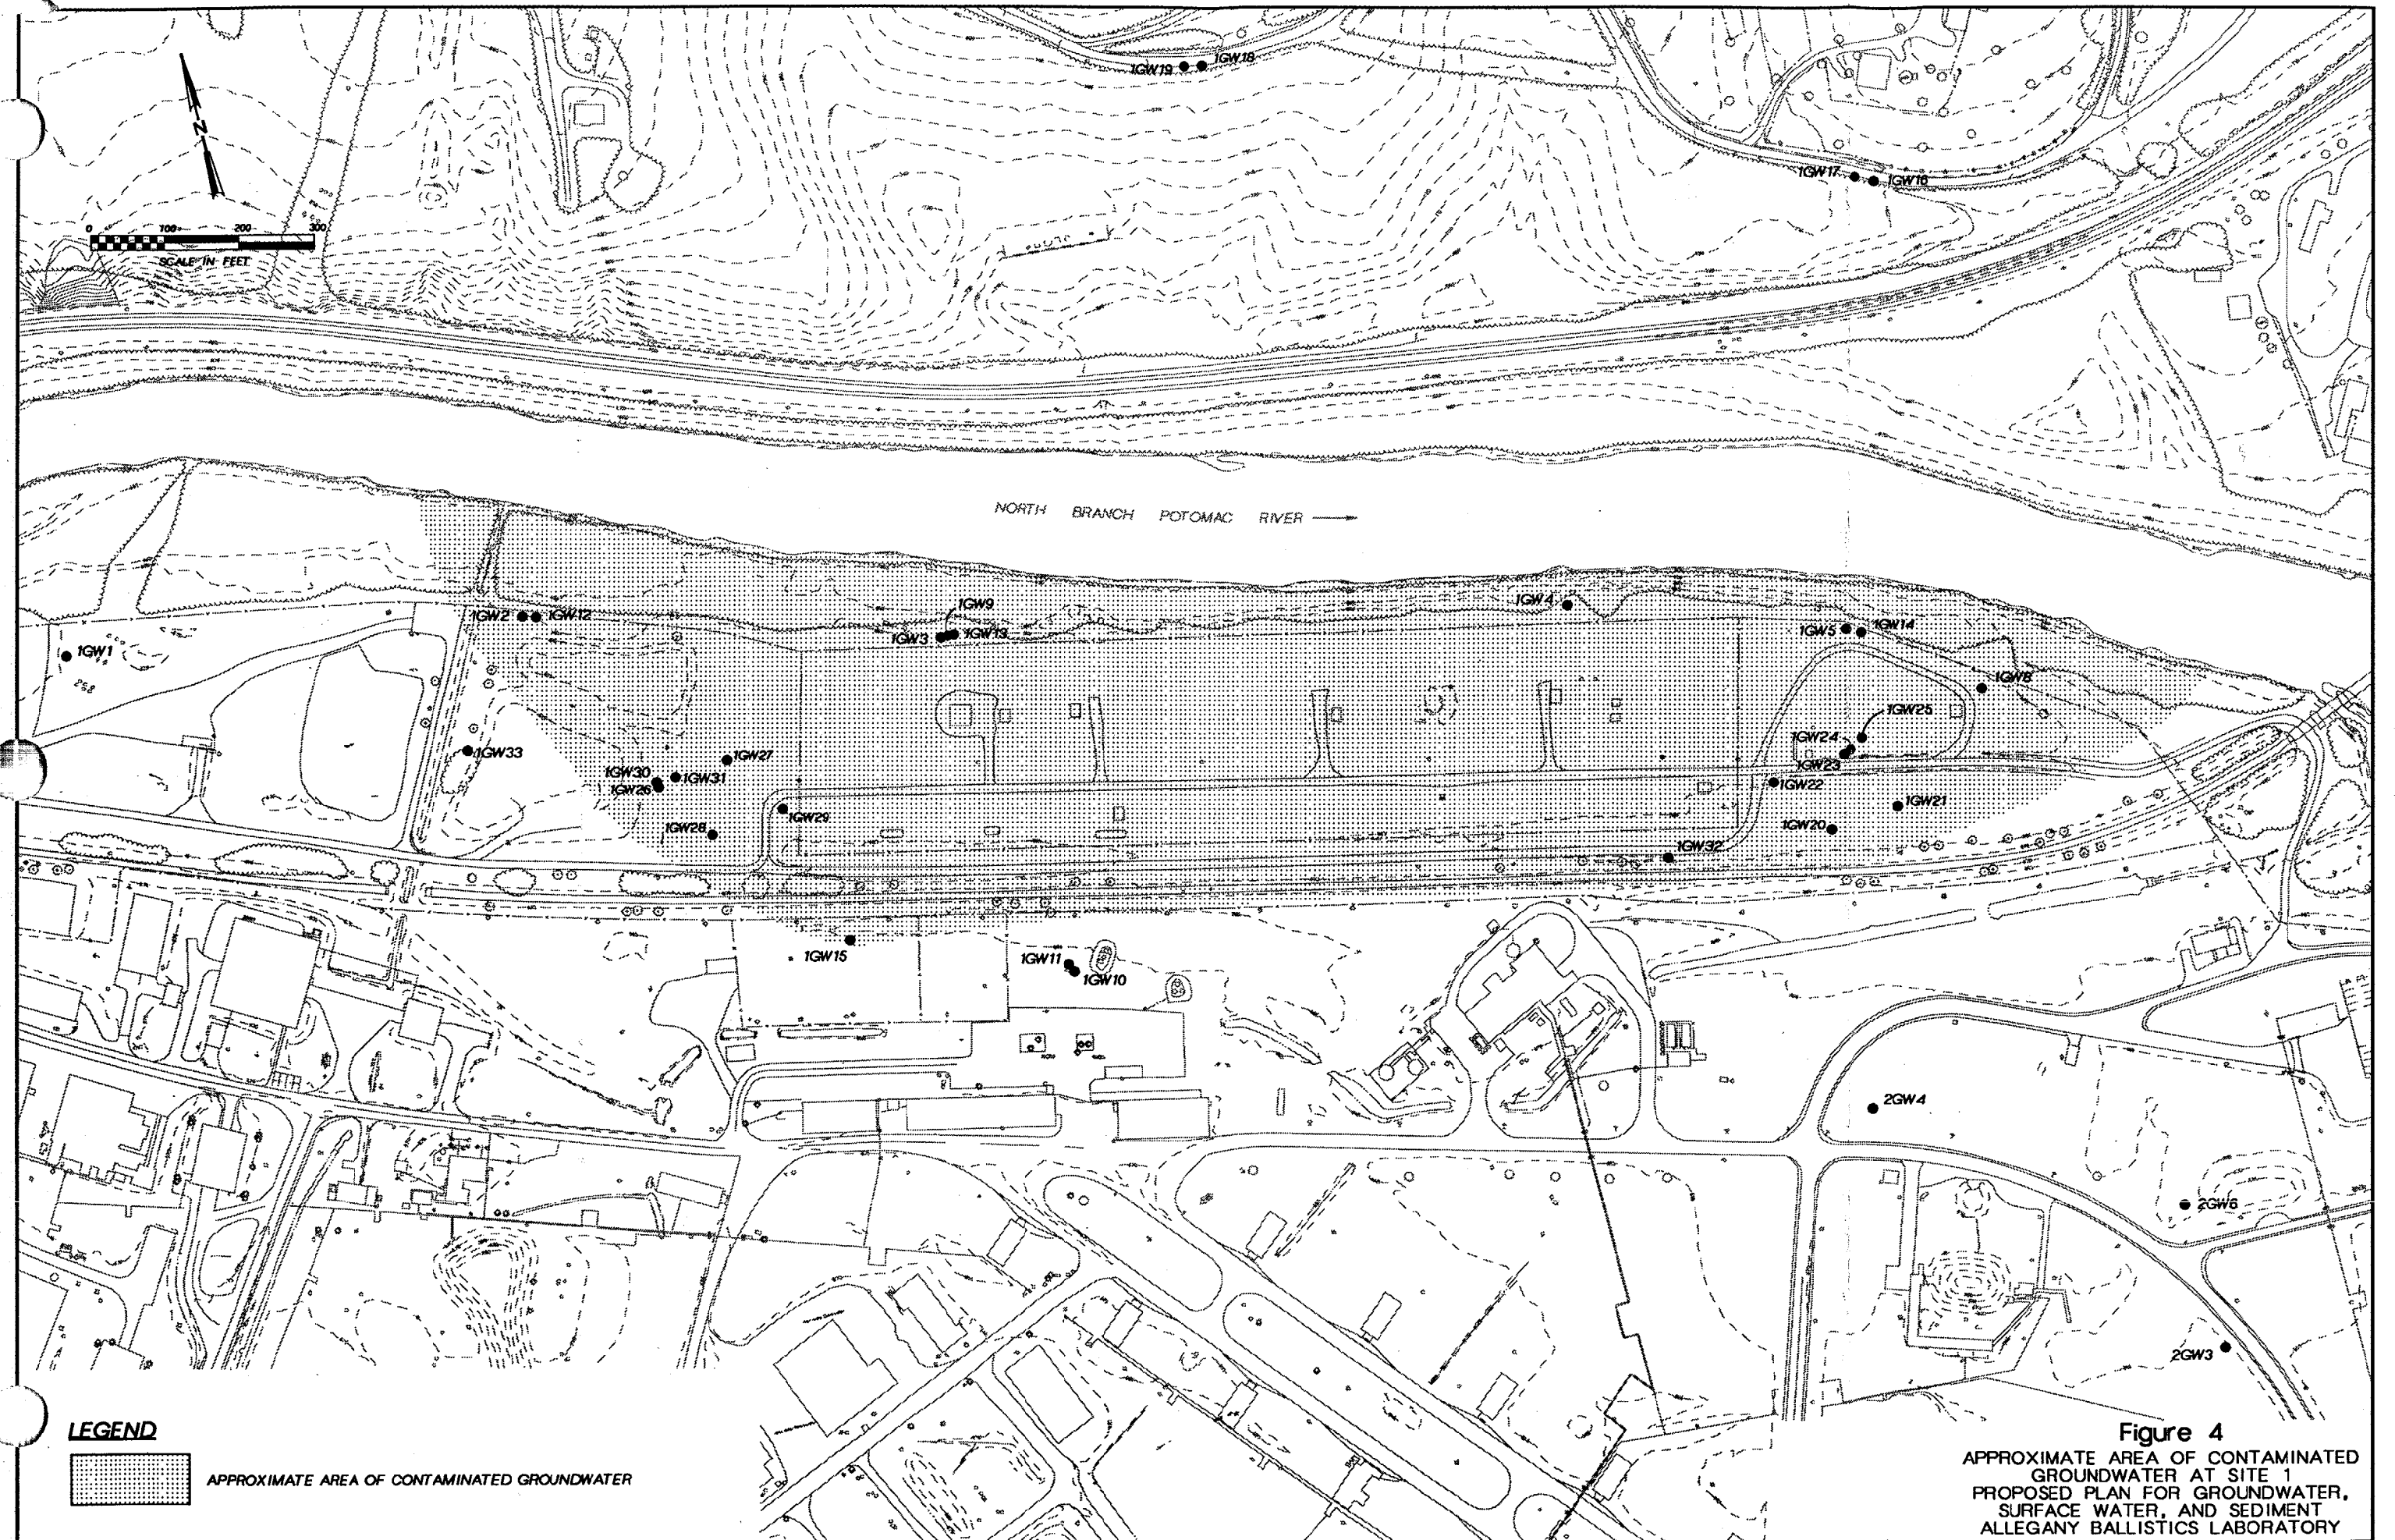 1GW19
1GW18
N
1GW17
1GW16
0 100 200 300
SCALE IN FEET
NORTH BRANCH POTOMAC RIVER
1GW9
1GW4
1GW2
1GW12
1GW3
1GW13
1GW5
1GW14
1GW1
1GW8
1GW25
1GW24
1GW33
1GW27
1GW23
1GW30
1GW31
1GW26
1GW22
1GW21
1GW29
1GW28
1GW20
1GW32
1GW15
1GW11
1GW10
2GW4
2GW6
2GW3
LEGEND
APPROXIMATE AREA OF CONTAMINATED GROUNDWATER
Figure 4
APPROXIMATE AREA OF CONTAMINATED
GROUNDWATER AT SITE 1
PROPOSED PLAN FOR GROUNDWATER,
SURFACE WATER, AND SEDIMENT
ALLEGANY BALLISTICS LABORATORY